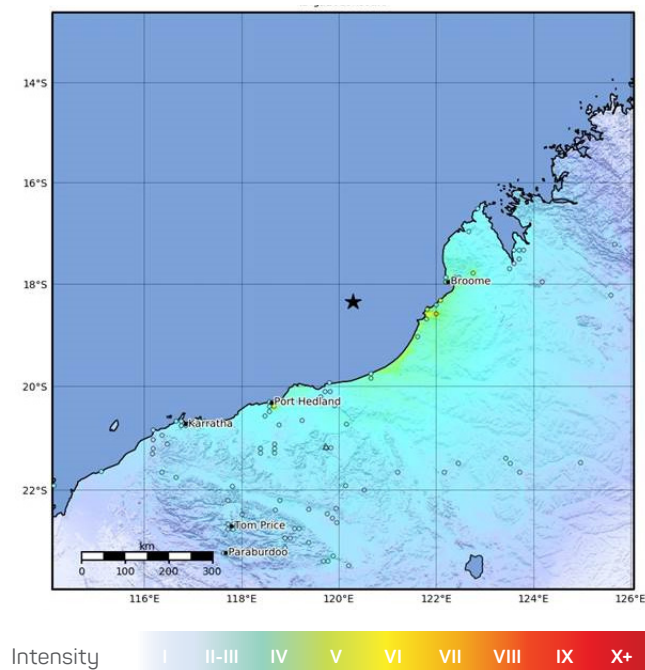 14°S
16°S
18°S
Broome
20°S
Port Hedland
Karratha
22°S
Tom Price
km
Paraburdoo
0 100 200 300
116°E 118°E 120°E 122°E 124°E 126°E
Intensity I II-III IV V VI VII VIII IX X+